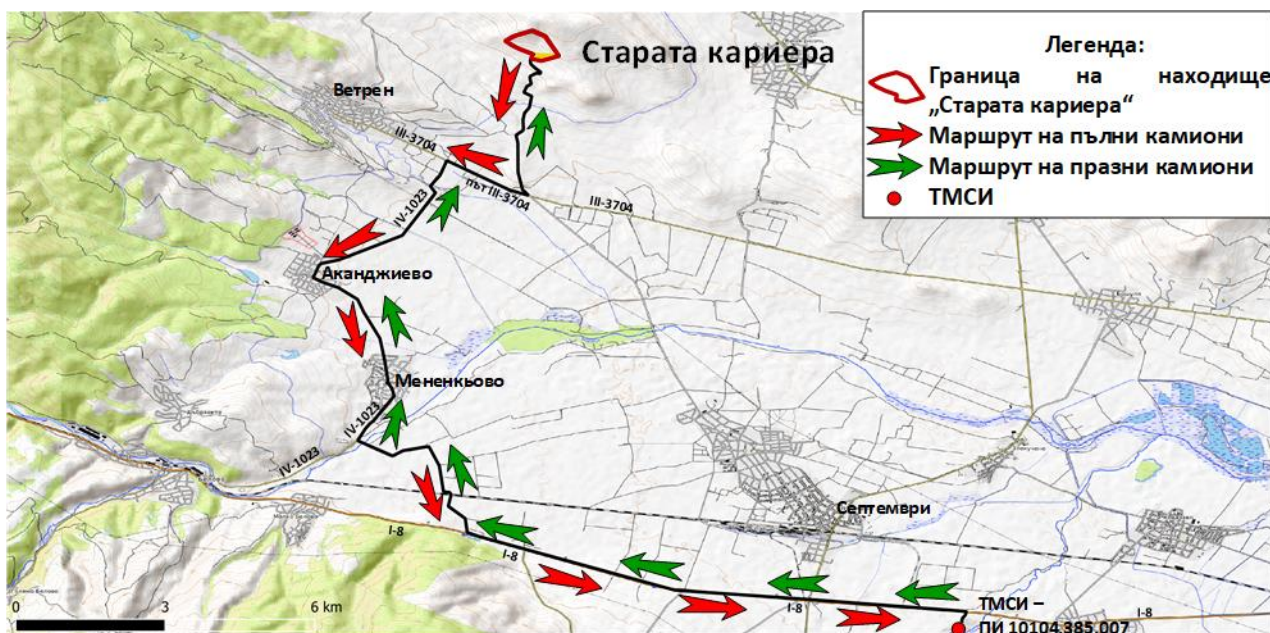 Старата кариера
Легенда:
Граница на находище
„Старата кариера“
Маршрут на пълни камиони
Маршрут на празни камиони
ТМСИ
Ветрен
III-3704
път III-3704
III-3704
IV-1023
Аканджиево
Мененкьово
IV-1023
IV-1023
Септември
I-8
I-8
I-8
I-8
0 3 6 km
ТМСИ –
ПИ 10104.385.007